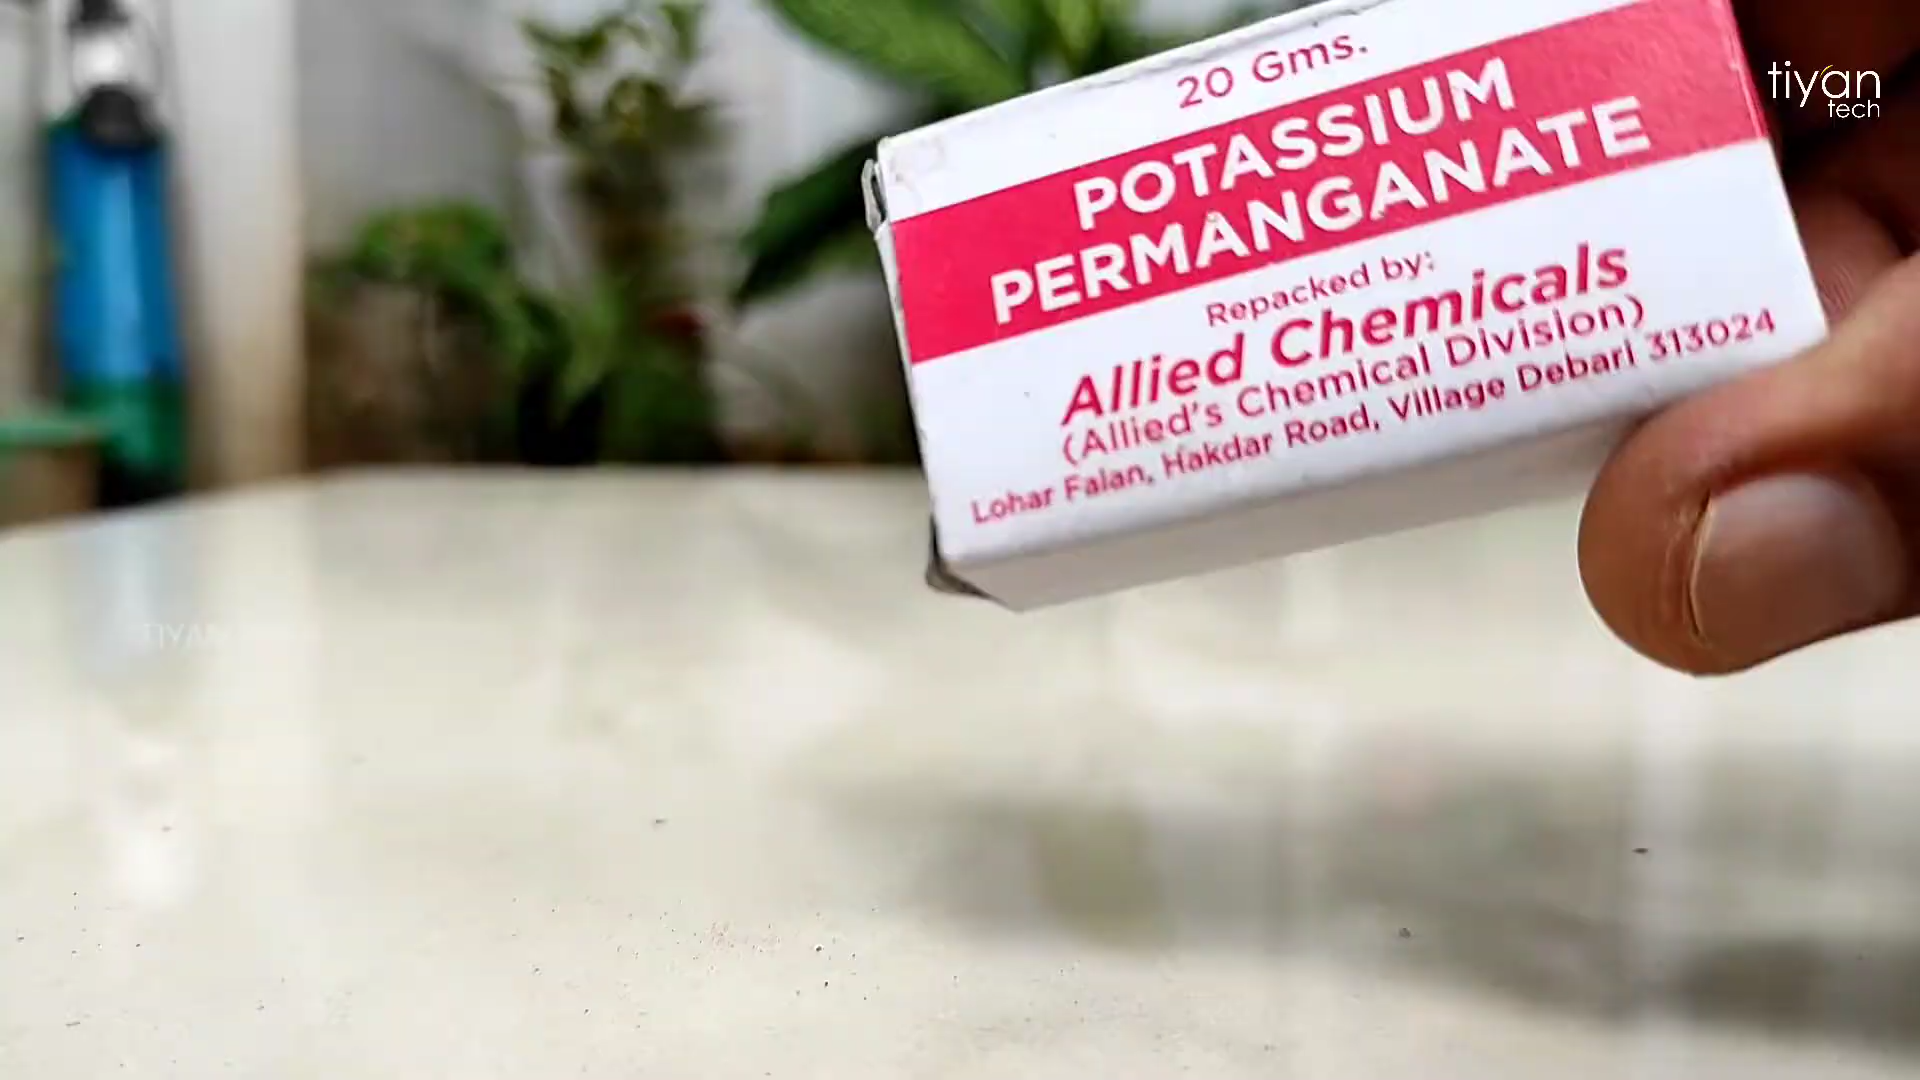 20 Gms.
POTASSIUM
PERMANGANATE
Repacked by:
Allied Chemicals
(Allied's Chemical Division)
Lohar Falan, Hakdar Road, Village Debari 313024
tiyan
tech
TIYAN